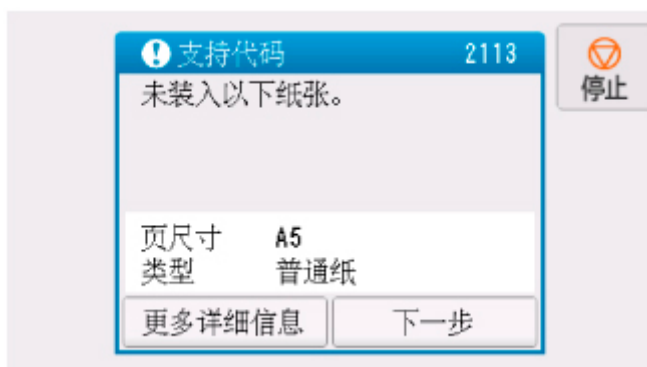 支持代码 2113
停止
未装入以下纸张。
页尺寸 A5
类型 普通纸
更多详细信息 下一步